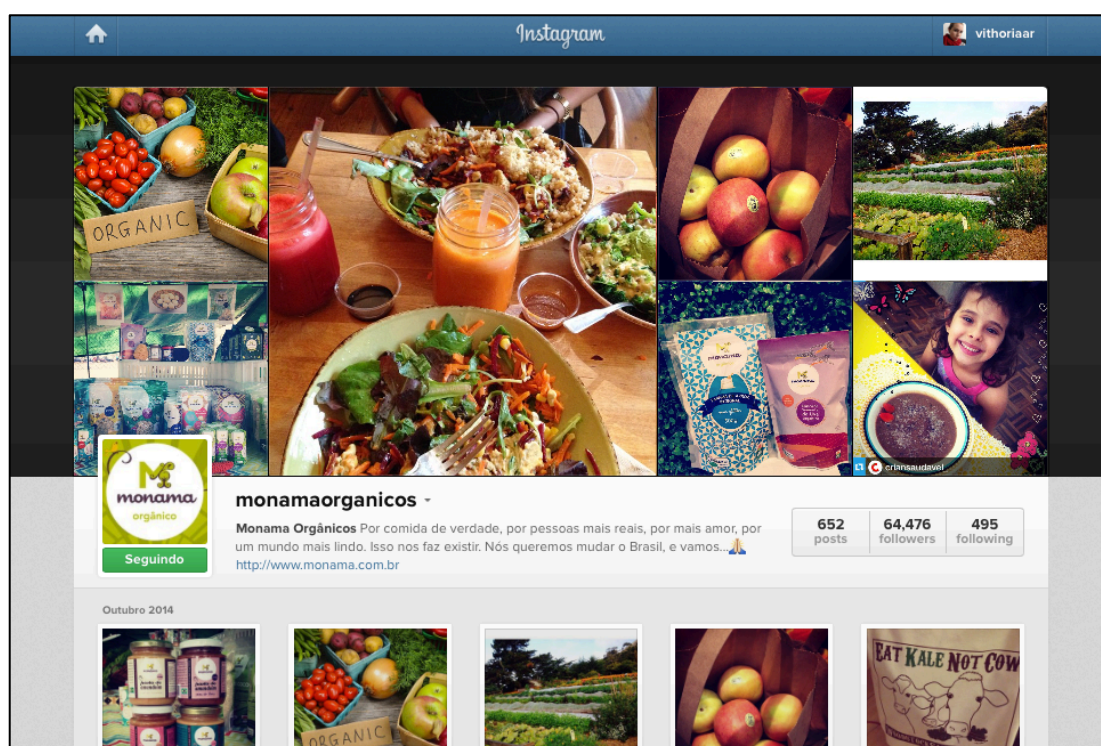 Instagram
vithoriaar
ORGANIC
monama
monama
criansaudavel
monama
orgânico
Seguindo
monamaorganicos
Monama Orgânicos Por comida de verdade, por pessoas mais reais, por mais amor, por
um mundo mais lindo. Isso nos faz existir. Nós queremos mudar o Brasil, e vamos...🙏
http://www.monama.com.br
652 64,476 495
posts followers following
Outubro 2014
ORGANIC
EAT KALE NOT COW